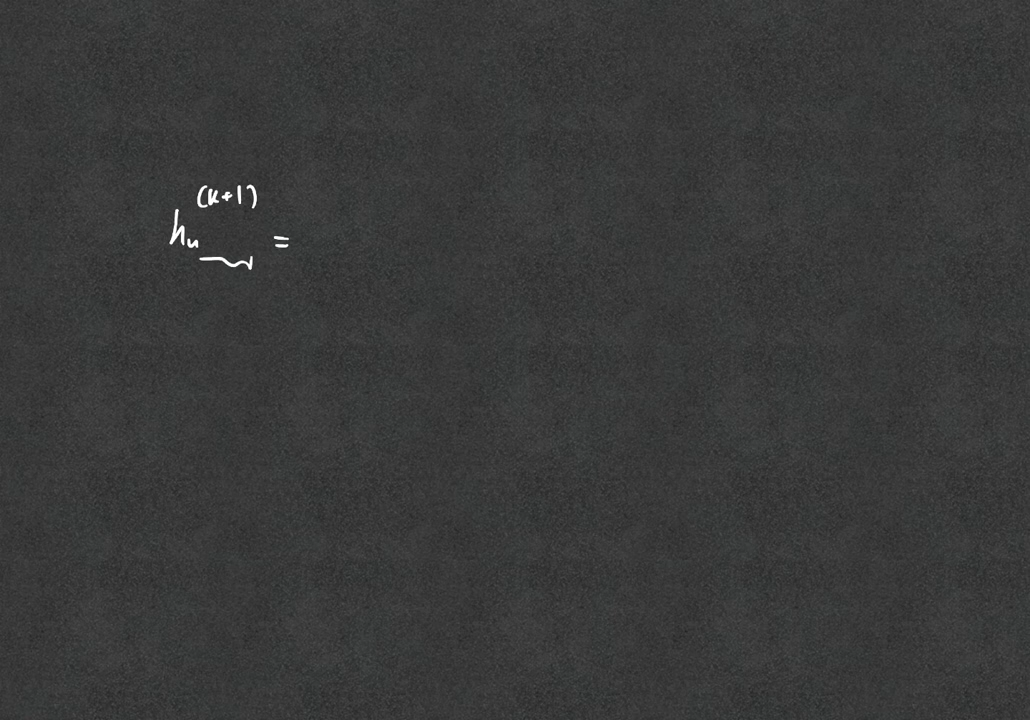 h_u^(k+1) =